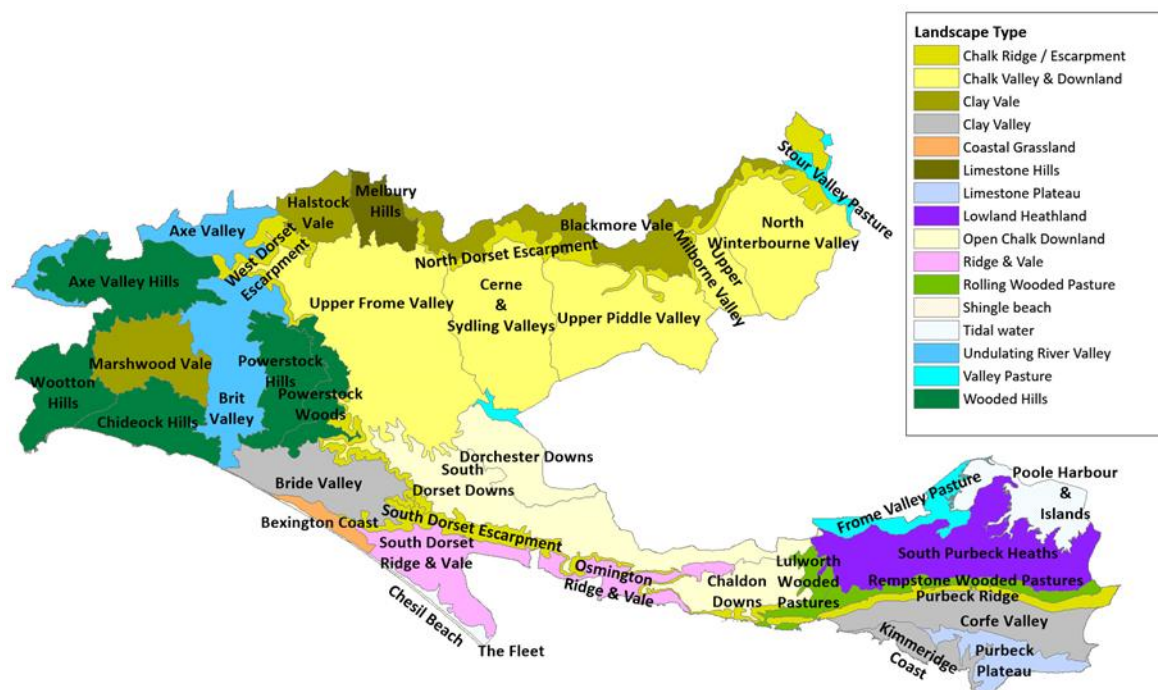 Landscape Type
Chalk Ridge / Escarpment
Chalk Valley & Downland
Clay Vale
Clay Valley
Coastal Grassland
Limestone Hills
Limestone Plateau
Lowland Heathland
Open Chalk Downland
Ridge & Vale
Rolling Wooded Pasture
Shingle beach
Tidal water
Undulating River Valley
Valley Pasture
Wooded Hills
Stour Valley Pasture
Halstock
Vale
Melbury
Hills
Axe Valley
West Dorset
Escarpment
Blackmore Vale
North Dorset Escarpment
North
Winterbourne Valley
Upper
Milborne Valley
Axe Valley Hills
Upper Frome Valley
Cerne
&
Sydling Valleys
Upper Piddle Valley
Marshwood Vale
Powerstock
Hills
Wootton
Hills
Brit
Valley
Powerstock
Woods
Chideock Hills
Dorchester Downs
South
Dorset Downs
Bride Valley
Bexington Coast
South Dorset Escarpment
South Dorset
Ridge & Vale
Osmington
Ridge & Vale
Chaldon
Downs
Lulworth
Wooded
Pastures
Chesil Beach
The Fleet
Frome Valley Pasture
Poole Harbour
&
Islands
South Purbeck Heaths
Rempstone Wooded Pastures
Purbeck Ridge
Corfe Valley
Kimmeridge
Coast
Purbeck
Plateau